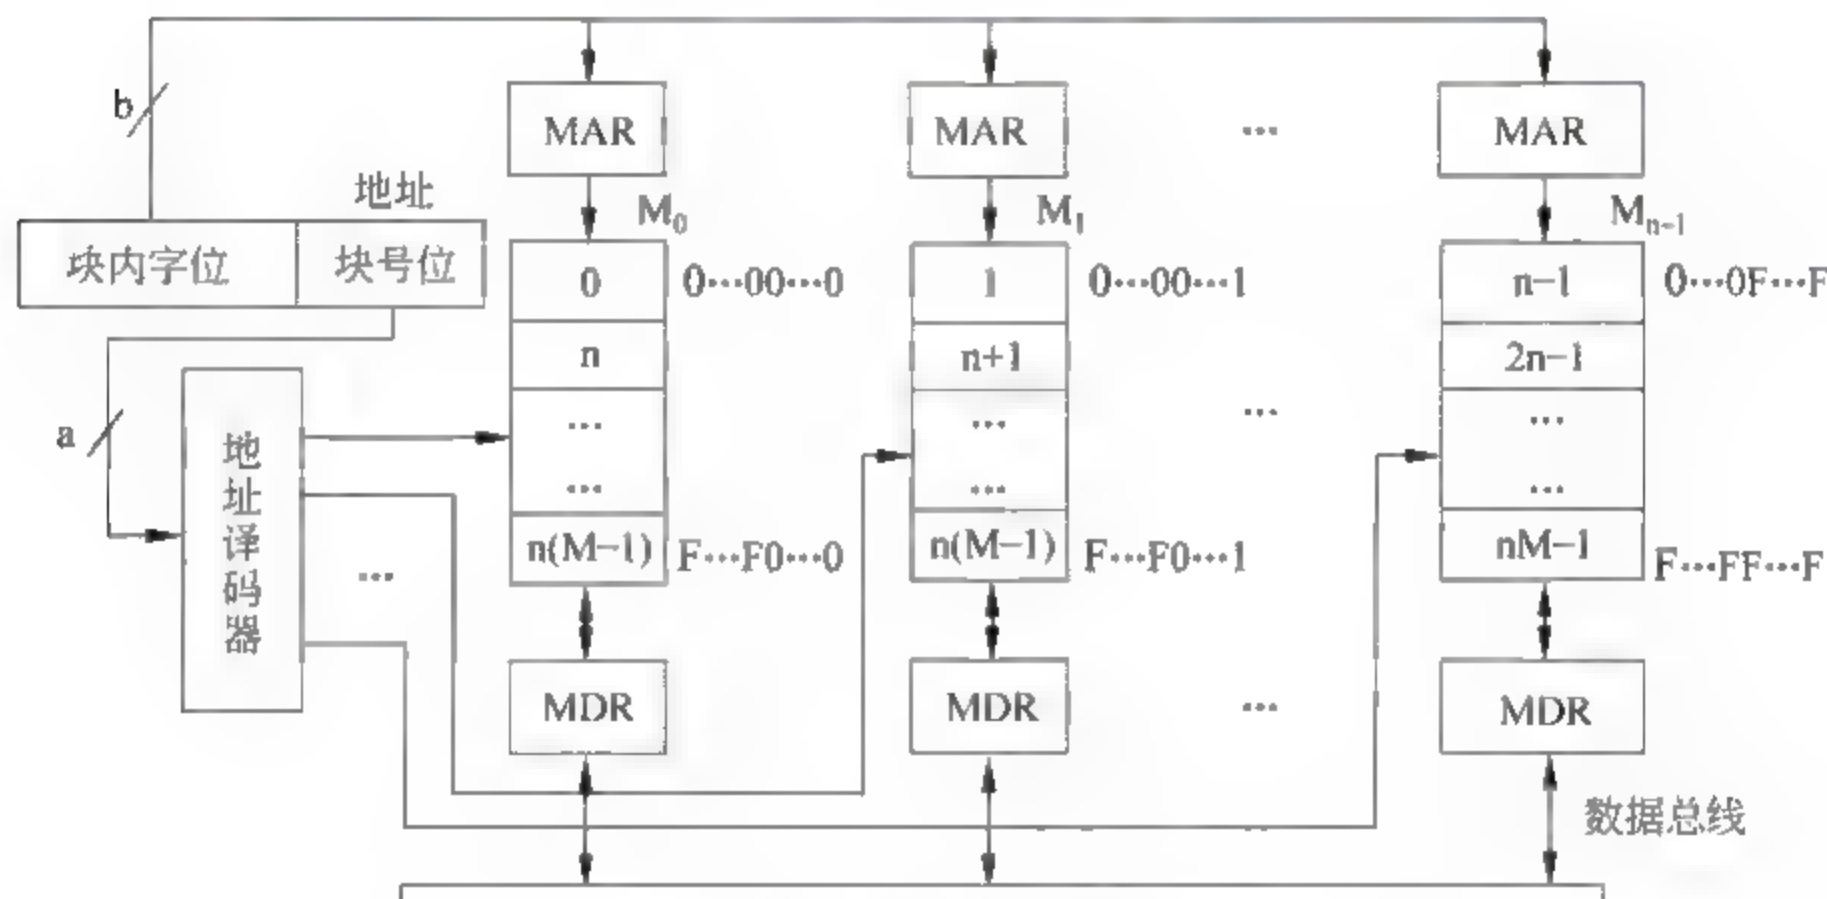 b
MAR
MAR
…
MAR
地址
M0
M1
Mn-1
块内字位
块号位
0
0…00…0
1
0…00…1
n-1
0…0F…F
n
n+1
2n-1
a
地址译码器
…
…
…
…
…
…
…
n(M-1)
F…F0…0
n(M-1)
F…F0…1
nM-1
F…FF…F
…
MDR
MDR
…
MDR
数据总线